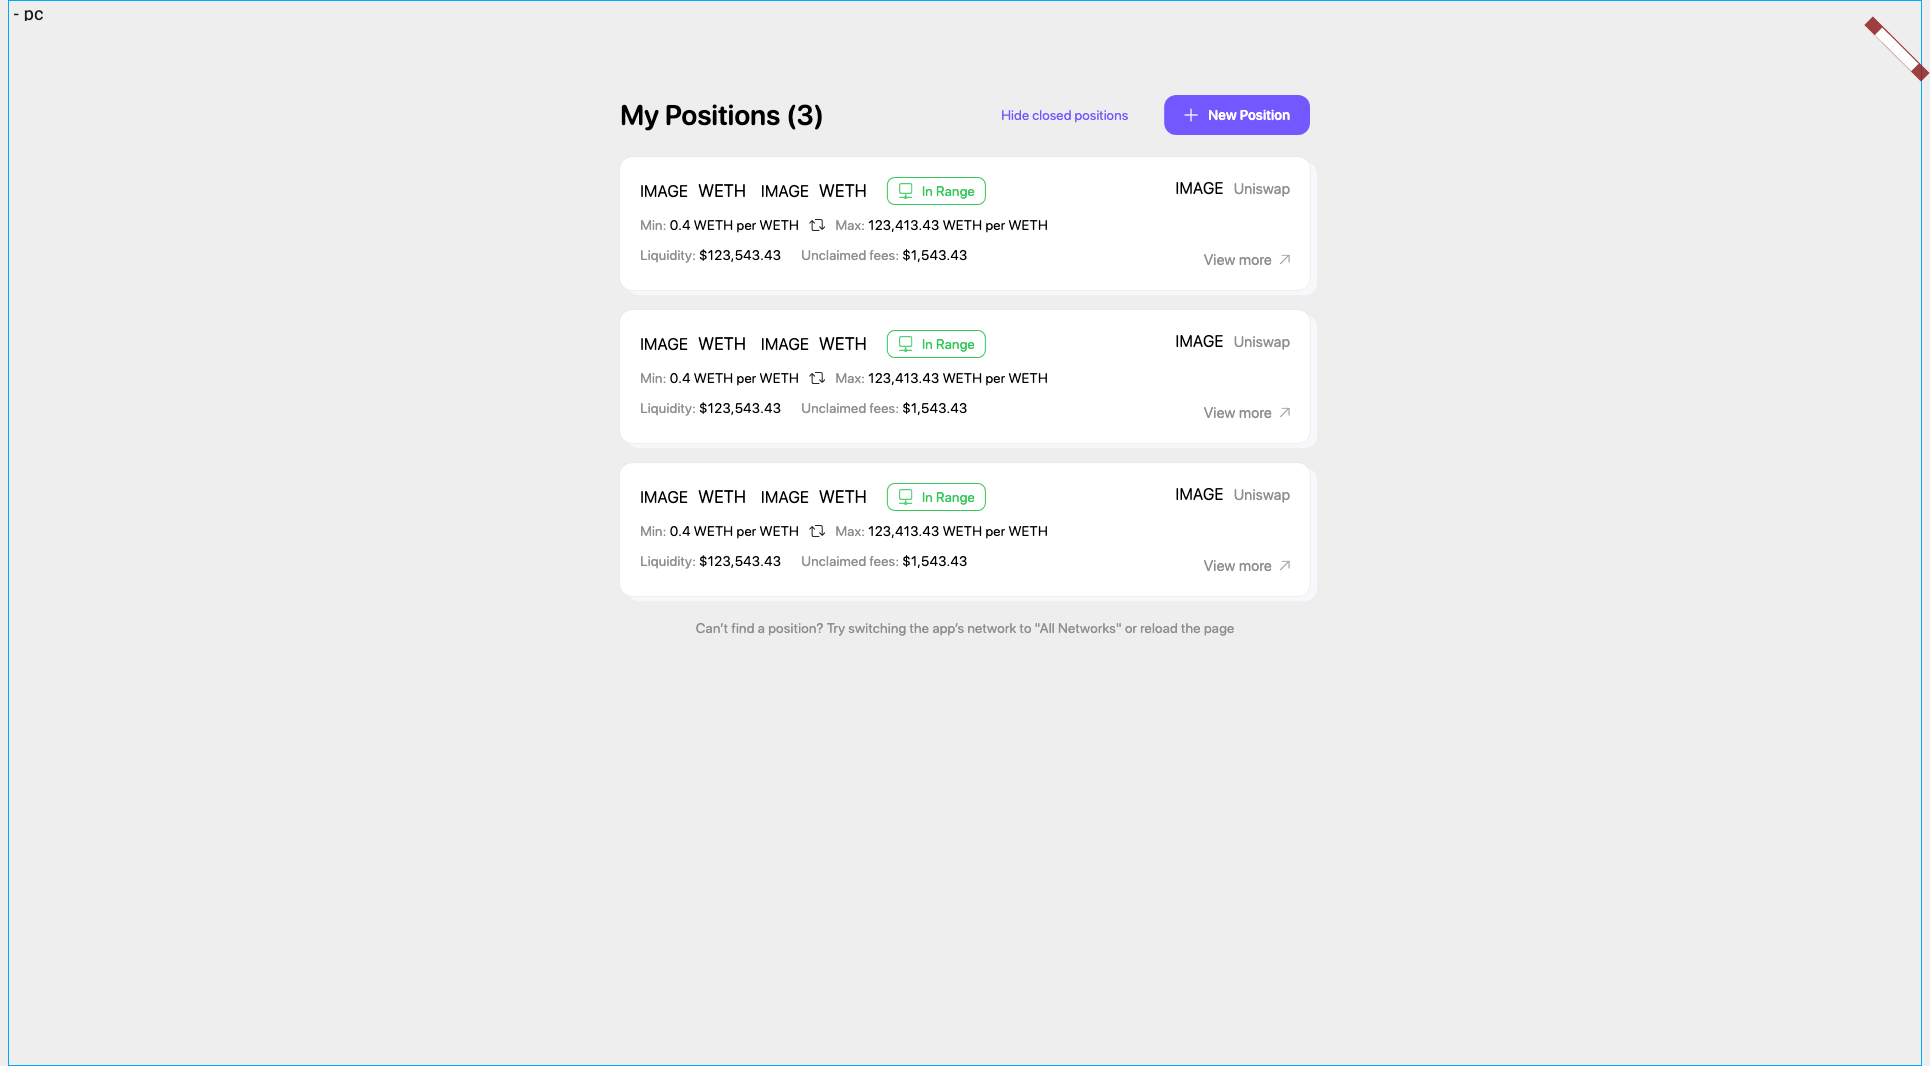 - pc
My Positions (3)
Hide closed positions
New Position
IMAGE WETH IMAGE WETH In Range
IMAGE Uniswap
Min: 0.4 WETH per WETH Max: 123,413.43 WETH per WETH
Liquidity: $123,543.43 Unclaimed fees: $1,543.43
View more
IMAGE WETH IMAGE WETH In Range
IMAGE Uniswap
Min: 0.4 WETH per WETH Max: 123,413.43 WETH per WETH
Liquidity: $123,543.43 Unclaimed fees: $1,543.43
View more
IMAGE WETH IMAGE WETH In Range
IMAGE Uniswap
Min: 0.4 WETH per WETH Max: 123,413.43 WETH per WETH
Liquidity: $123,543.43 Unclaimed fees: $1,543.43
View more
Can't find a position? Try switching the app's network to "All Networks" or reload the page